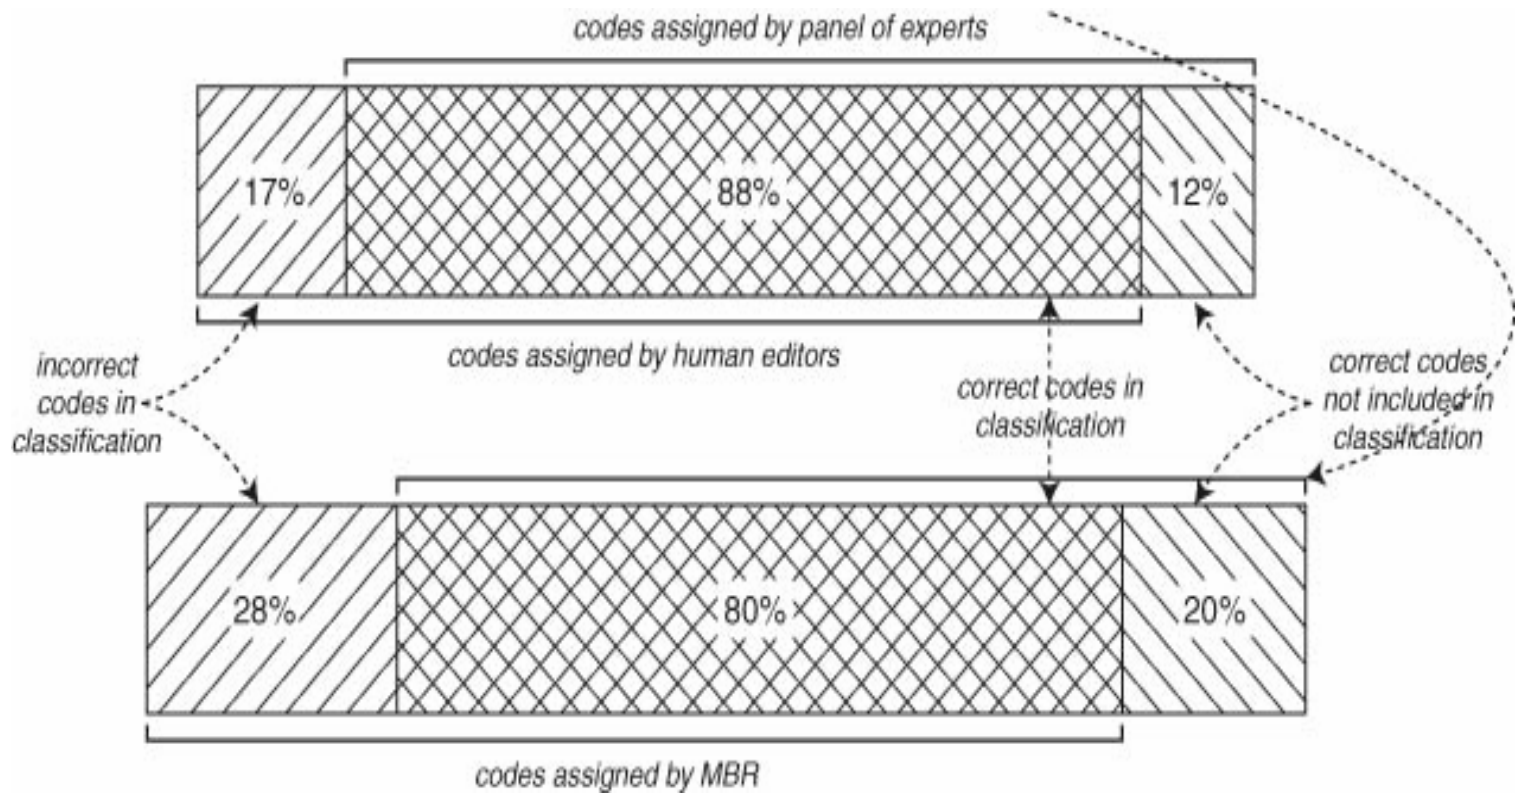 codes assigned by panel of experts
17%
88%
12%
codes assigned by human editors
incorrect
codes in
classification
correct codes in
classification
correct codes
not included in
classification
28%
80%
20%
codes assigned by MBR